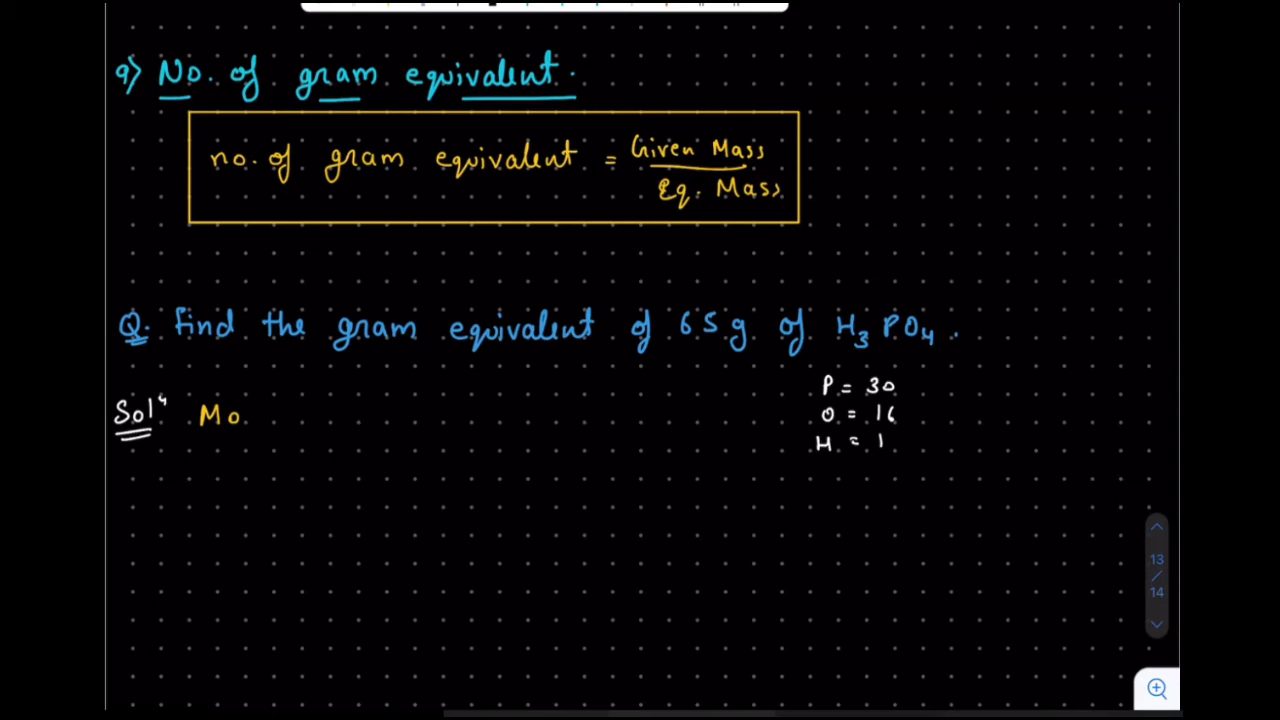 9) No. of gram equivalent.
no. of gram equivalent = Given Mass / Eq. Mass
Q. Find the gram equivalent of 65g of H₃PO₄.
P = 30
Solⁿ Mo
O = 16
H = 1
13
/
14